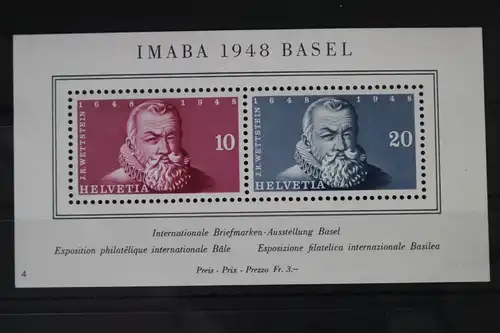 IMABA 1948 BASEL
1648 1948
10
J.R. WETTSTEIN
HELVETIA
1648 1948
20
J.R. WETTSTEIN
HELVETIA
Internationale Briefmarken-Ausstellung Basel
Exposition philatélique internationale Bâle Esposizione filatelica internazionale Basilea
Preis - Prix - Prezzo Fr. 3.–
4